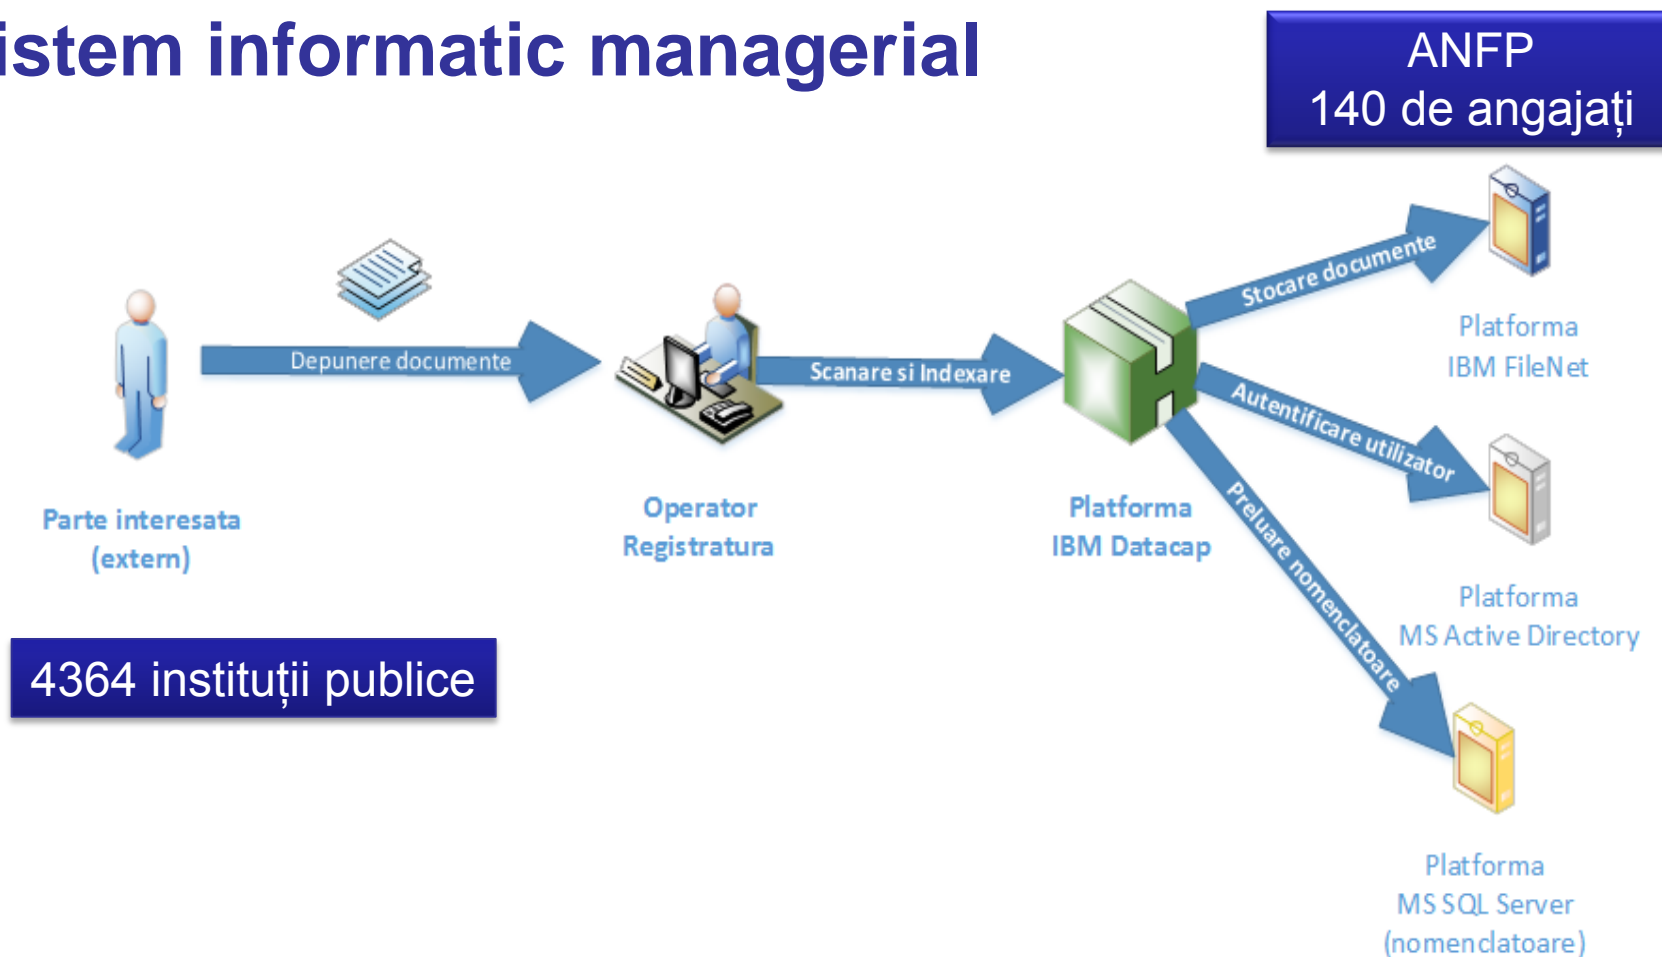 istem informatic managerial
ANFP
140 de angajați
Depunere documente
Scanare si Indexare
Stocare documente
Autentificare utilizator
Preluare nomenclatoare
Parte interesata
(extern)
Operator
Registratura
Platforma
IBM Datacap
Platforma
IBM FileNet
Platforma
MS Active Directory
Platforma
MS SQL Server
(nomenclatoare)
4364 instituții publice